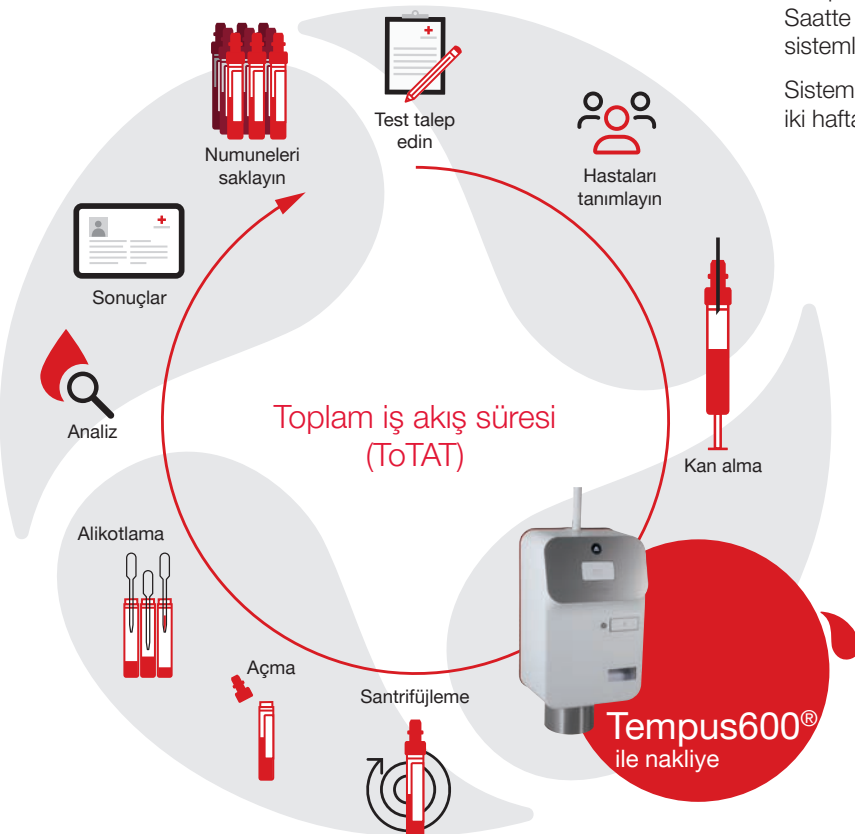 Saatte
Sistem
iki hafta
Test talep
edin
Hastaları
tanımlayın
Kan alma
Tempus600®
ile nakliye
Santrifüjleme
Açma
Alikotlama
Analiz
Sonuçlar
Numuneleri
saklayın
Toplam iş akış süresi
(ToTAT)